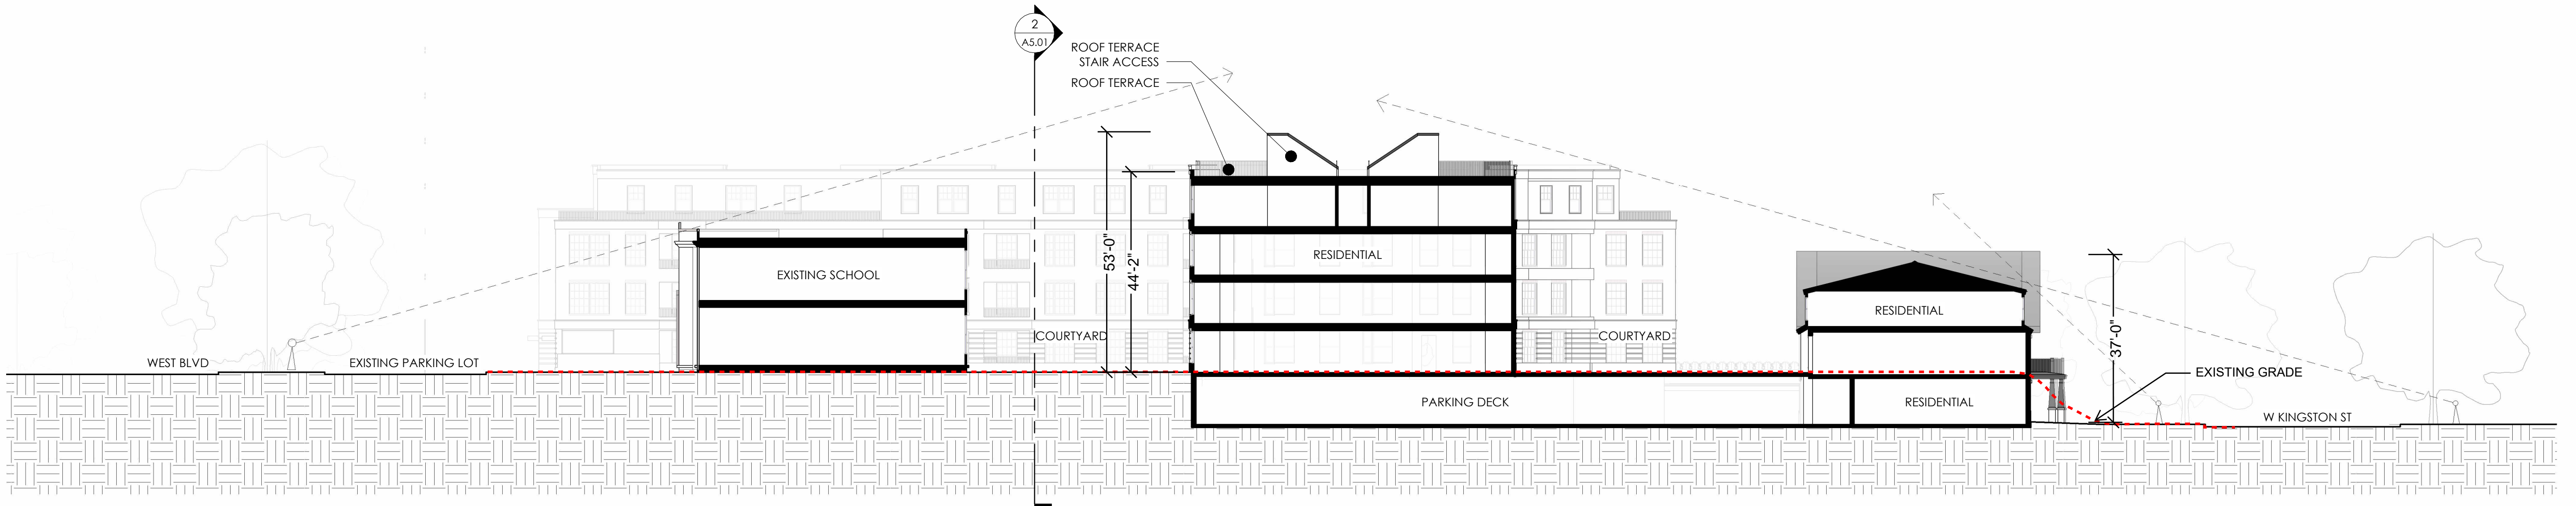 2
A5.01
ROOF TERRACE
STAIR ACCESS
ROOF TERRACE
53'-0"
44'-2"
EXISTING SCHOOL
RESIDENTIAL
RESIDENTIAL
COURTYARD
COURTYARD
37'-0"
WEST BLVD
EXISTING PARKING LOT
EXISTING GRADE
PARKING DECK
RESIDENTIAL
W KINGSTON ST